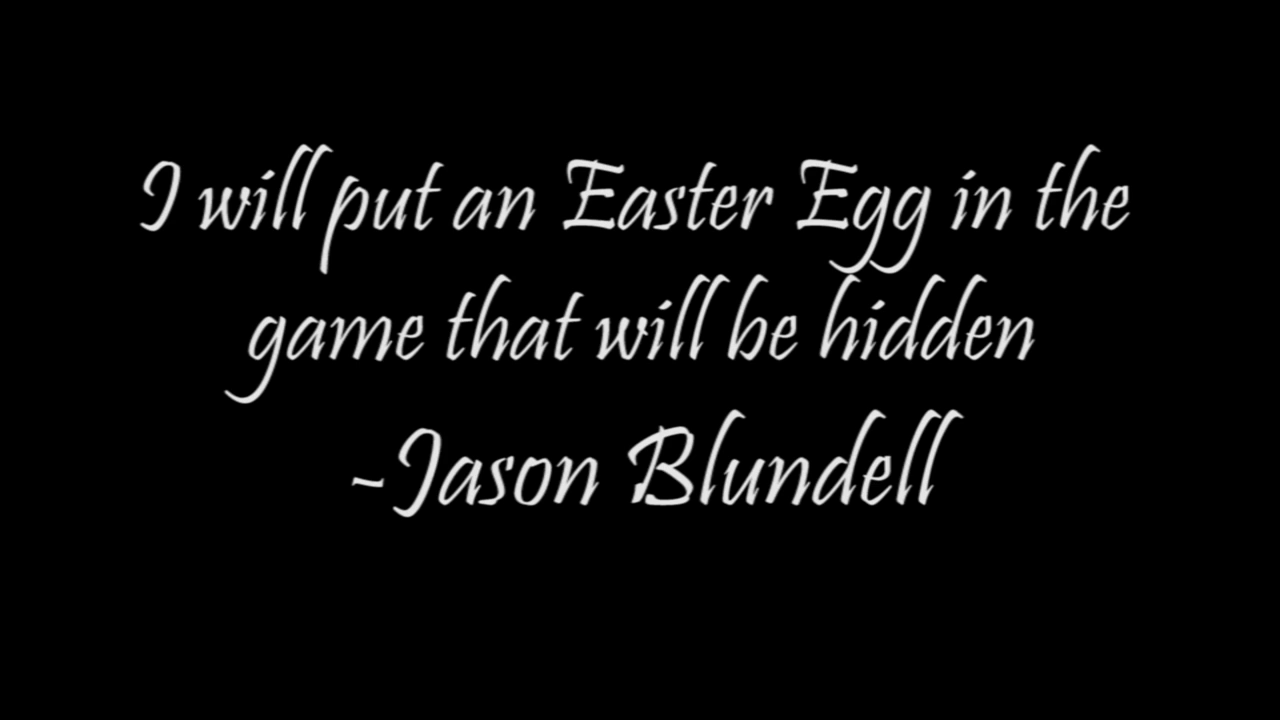 I will put an Easter Egg in the
game that will be hidden
-Jason Blundell